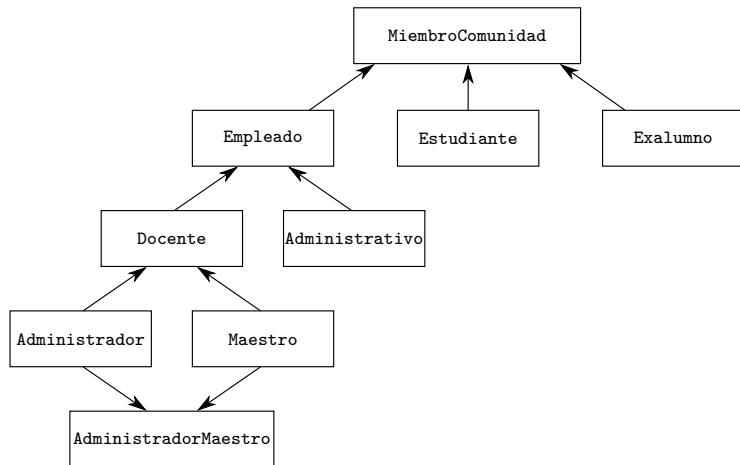 MiembroComunidad
Empleado
Estudiante
Exalumno
Docente
Administrativo
Administrador
Maestro
AdministradorMaestro